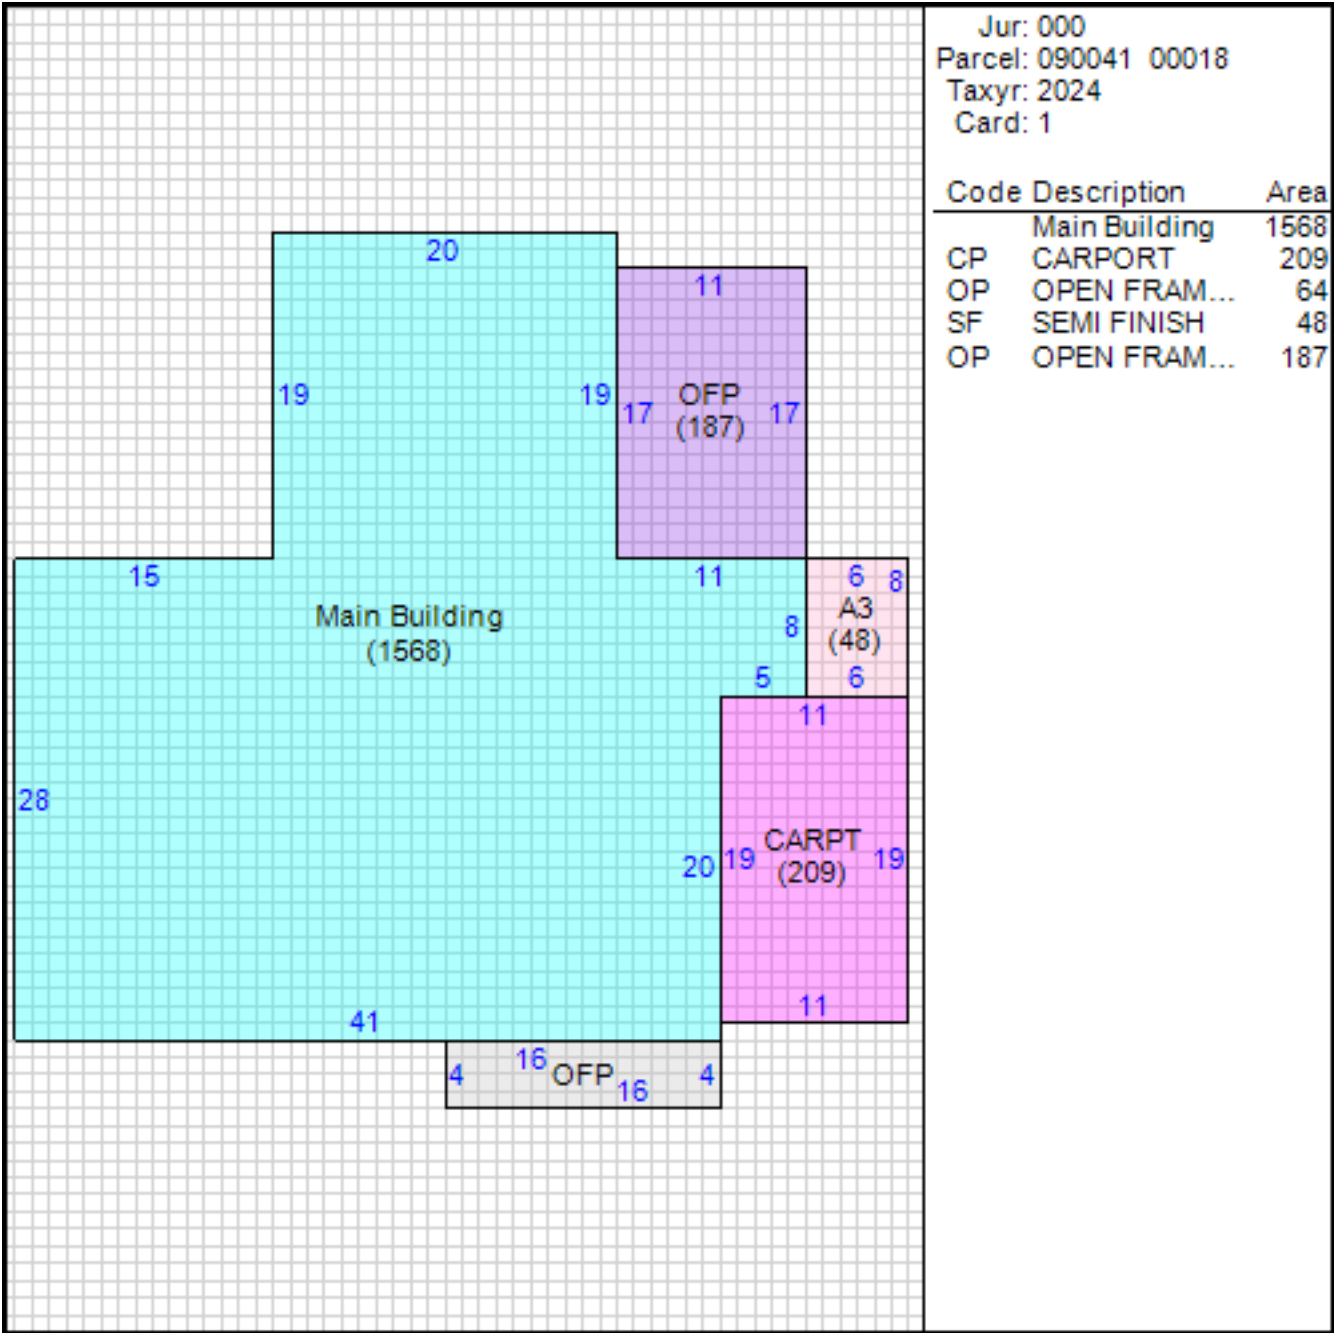 Jur: 000
Parcel: 090041 00018
Taxyr: 2024
Card: 1
Code Description Area
Main Building 1568
CP CARPORT 209
OP OPEN FRAM... 64
SF SEMI FINISH 48
OP OPEN FRAM... 187
20
11
19
19
17
OFP
(187)
17
15
11
6
8
Main Building
(1568)
8
A3
(48)
5
6
11
28
20
19
CARPT
(209)
19
11
41
4
16
OFP
16
4